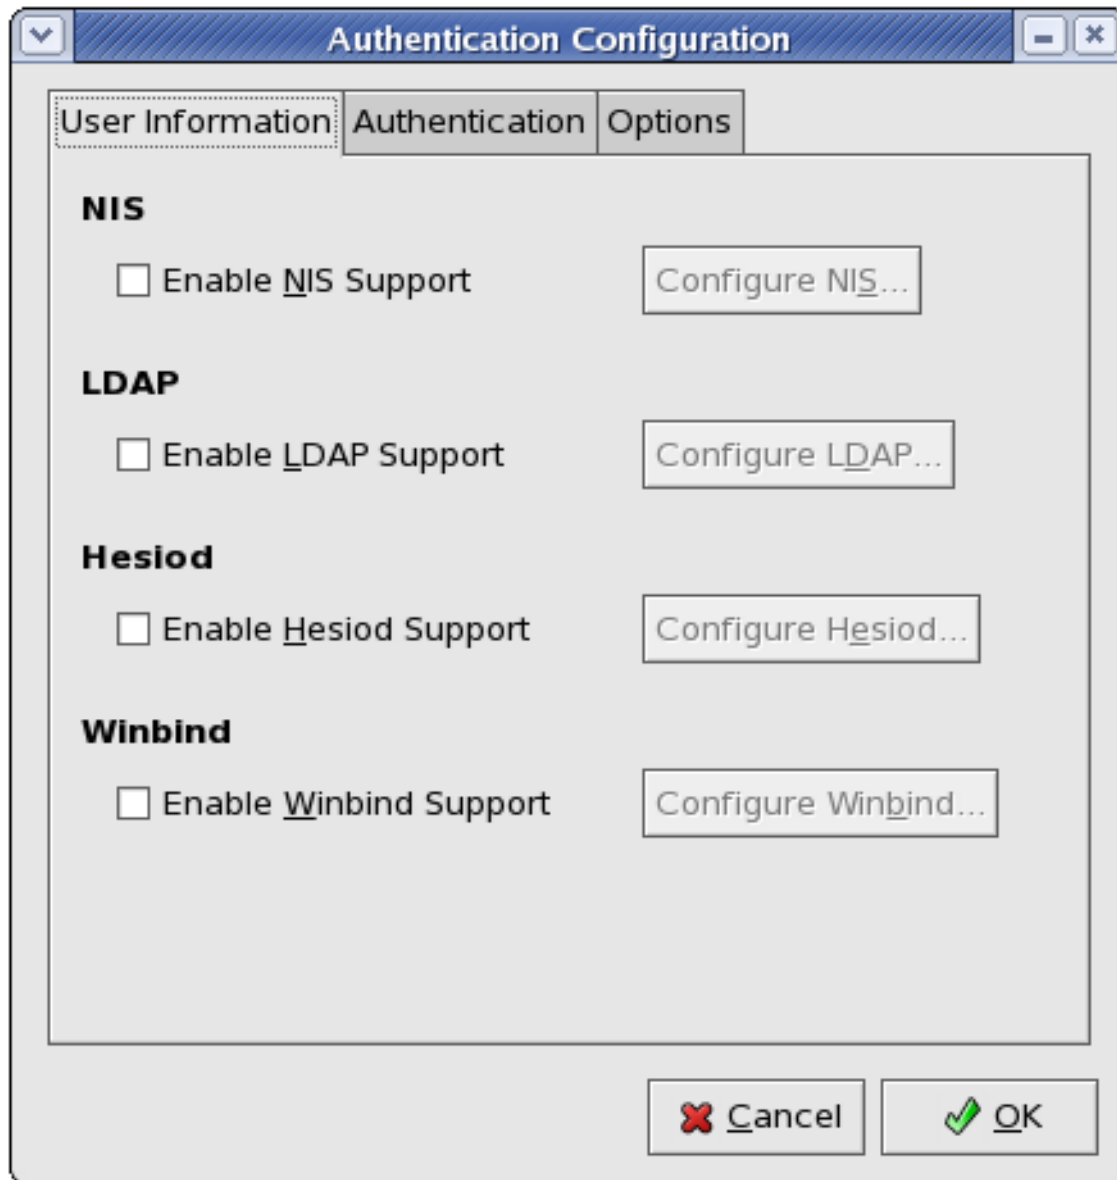 Authentication Configuration
User Information Authentication Options
NIS
Enable NIS Support Configure NIS...
LDAP
Enable LDAP Support Configure LDAP...
Hesiod
Enable Hesiod Support Configure Hesiod...
Winbind
Enable Winbind Support Configure Winbind...
Cancel OK